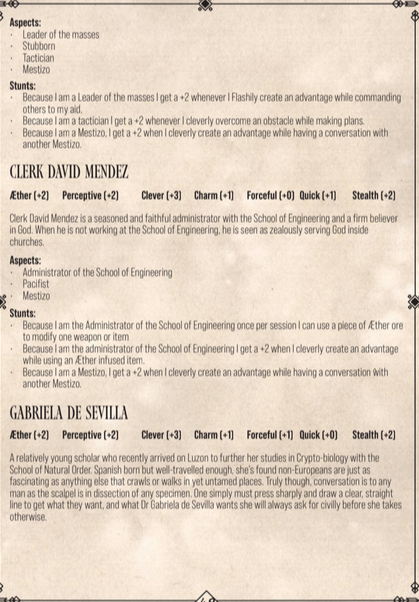 Aspects:
· Leader of the masses
· Stubborn
· Tactician
· Mestizo
Stunts:
· Because I am a Leader of the masses I get a +2 whenever I Flashily create an advantage while commanding
others to my aid.
· Because I am a tactician I get a +2 whenever I cleverly overcome an obstacle while making plans.
· Because I am a Mestizo, I get a +2 when I cleverly create an advantage while having a conversation with
another Mestizo.
CLERK DAVID MENDEZ
Æther (+2) Perceptive (+2) Clever (+3) Charm (+1) Forceful (+0) Quick (+1) Stealth (+2)
Clerk David Mendez is a seasoned and faithful administrator with the School of Engineering and a firm believer
in God. When he is not working at the School of Engineering, he is seen as zealously serving God inside
churches.
Aspects:
· Administrator of the School of Engineering
· Pacifist
· Mestizo
Stunts:
· Because I am the Administrator of the School of Engineering once per session I can use a piece of Æther ore
to modify one weapon or item
· Because I am the administrator of the School of Engineering I get a +2 when I cleverly create an advantage
while using an Æther infused item.
· Because I am a Mestizo, I get a +2 when I cleverly create an advantage while having a conversation with
another Mestizo.
GABRIELA DE SEVILLA
Æther (+2) Perceptive (+2) Clever (+3) Charm (+1) Forceful (+1) Quick (+0) Stealth (+2)
A relatively young scholar who recently arrived on Luzon to further her studies in Crypto-biology with the
School of Natural Order. Spanish born but well-travelled enough, she's found non-Europeans are just as
fascinating as anything else that crawls or walks in yet untamed places. Truly though, conversation is to any
man as the scalpel is in dissection of any specimen. One simply must press sharply and draw a clear, straight
line to get what they want, and what Dr Gabriela de Sevilla wants she will always ask for civilly before she takes
otherwise.